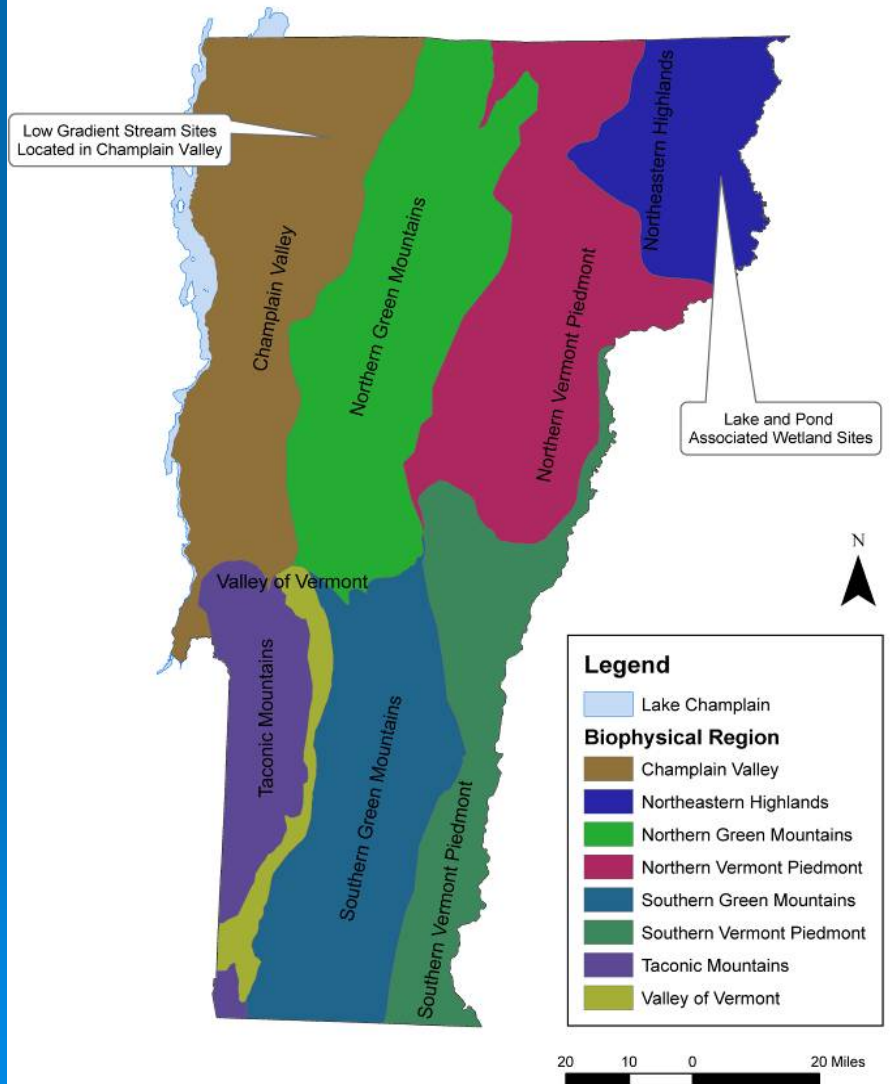 Low Gradient Stream Sites
Located in Champlain Valley
Champlain Valley
Northern Green Mountains
Northern Vermont Piedmont
Northeastern Highlands
Lake and Pond
Associated Wetland Sites
Valley of Vermont
Taconic Mountains
Southern Green Mountains
Southern Vermont Piedmont
N
Legend
Lake Champlain
Biophysical Region
Champlain Valley
Northeastern Highlands
Northern Green Mountains
Northern Vermont Piedmont
Southern Green Mountains
Southern Vermont Piedmont
Taconic Mountains
Valley of Vermont
20 10 0 20 Miles